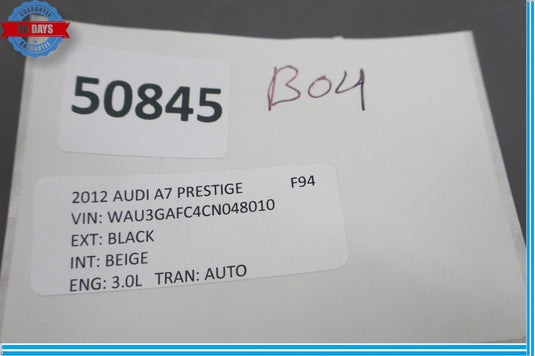 GUARANTEE
DAYS
GUARANTEE
50845
B04
2012 AUDI A7 PRESTIGE F94
VIN: WAU3GAFC4CN048010
EXT: BLACK
INT: BEIGE
ENG: 3.0L TRAN: AUTO